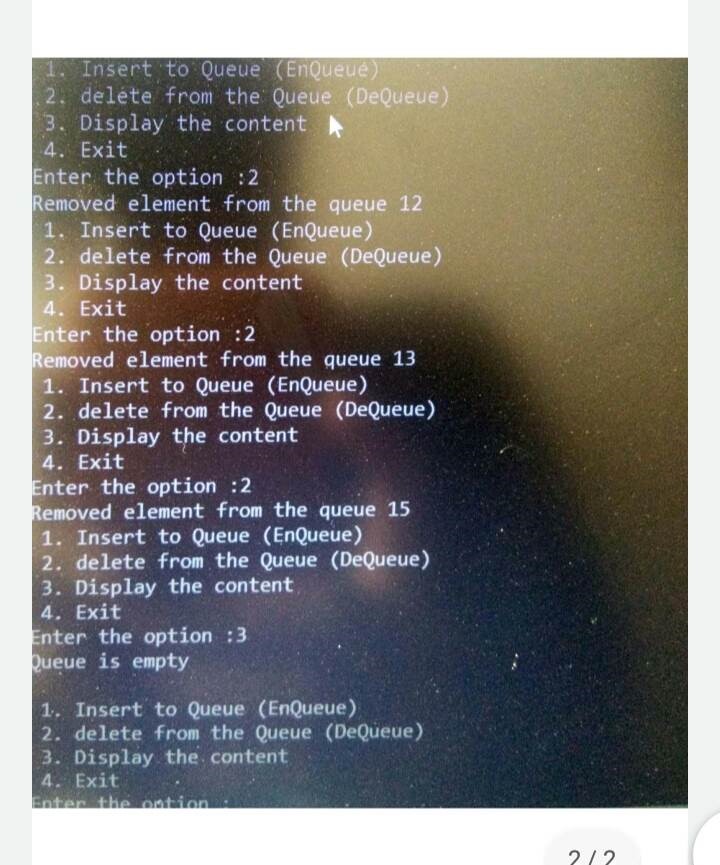 1. Insert to Queue (EnQueue)
2. delete from the Queue (DeQueue)
3. Display the content
4. Exit
Enter the option :2
Removed element from the queue 12
1. Insert to Queue (EnQueue)
2. delete from the Queue (DeQueue)
3. Display the content
4. Exit
Enter the option :2
Removed element from the queue 13
1. Insert to Queue (EnQueue)
2. delete from the Queue (DeQueue)
3. Display the content
4. Exit
Enter the option :2
Removed element from the queue 15
1. Insert to Queue (EnQueue)
2. delete from the Queue (DeQueue)
3. Display the content
4. Exit
Enter the option :3
Queue is empty
1. Insert to Queue (EnQueue)
2. delete from the Queue (DeQueue)
3. Display the content
4. Exit
Enter the option :
2/2